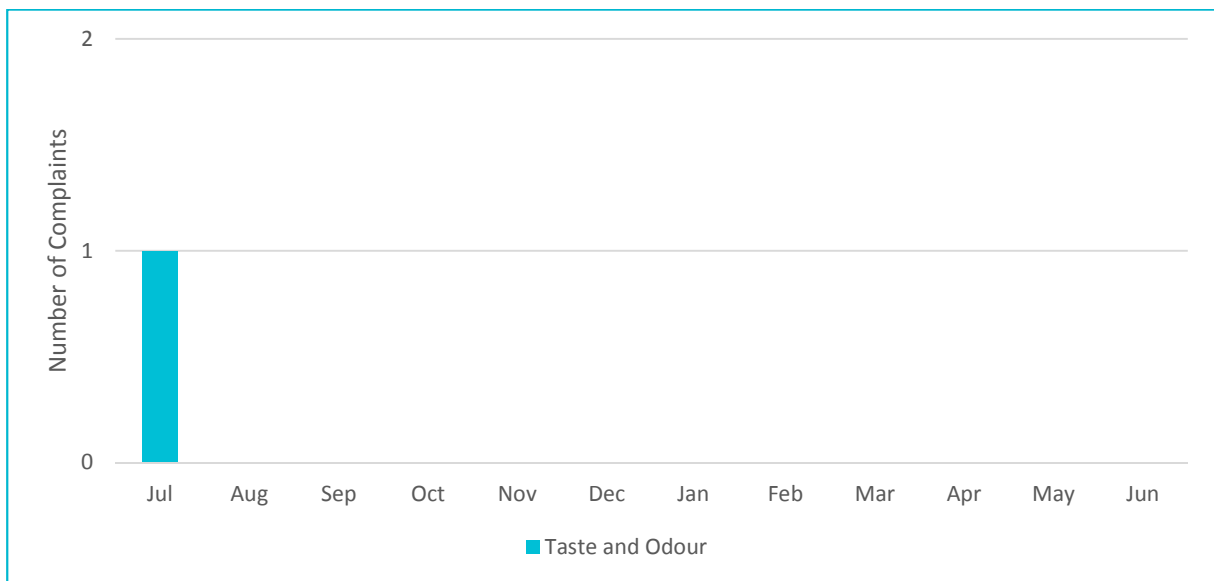 2
1
0
Number of Complaints
Jul Aug Sep Oct Nov Dec Jan Feb Mar Apr May Jun
Taste and Odour